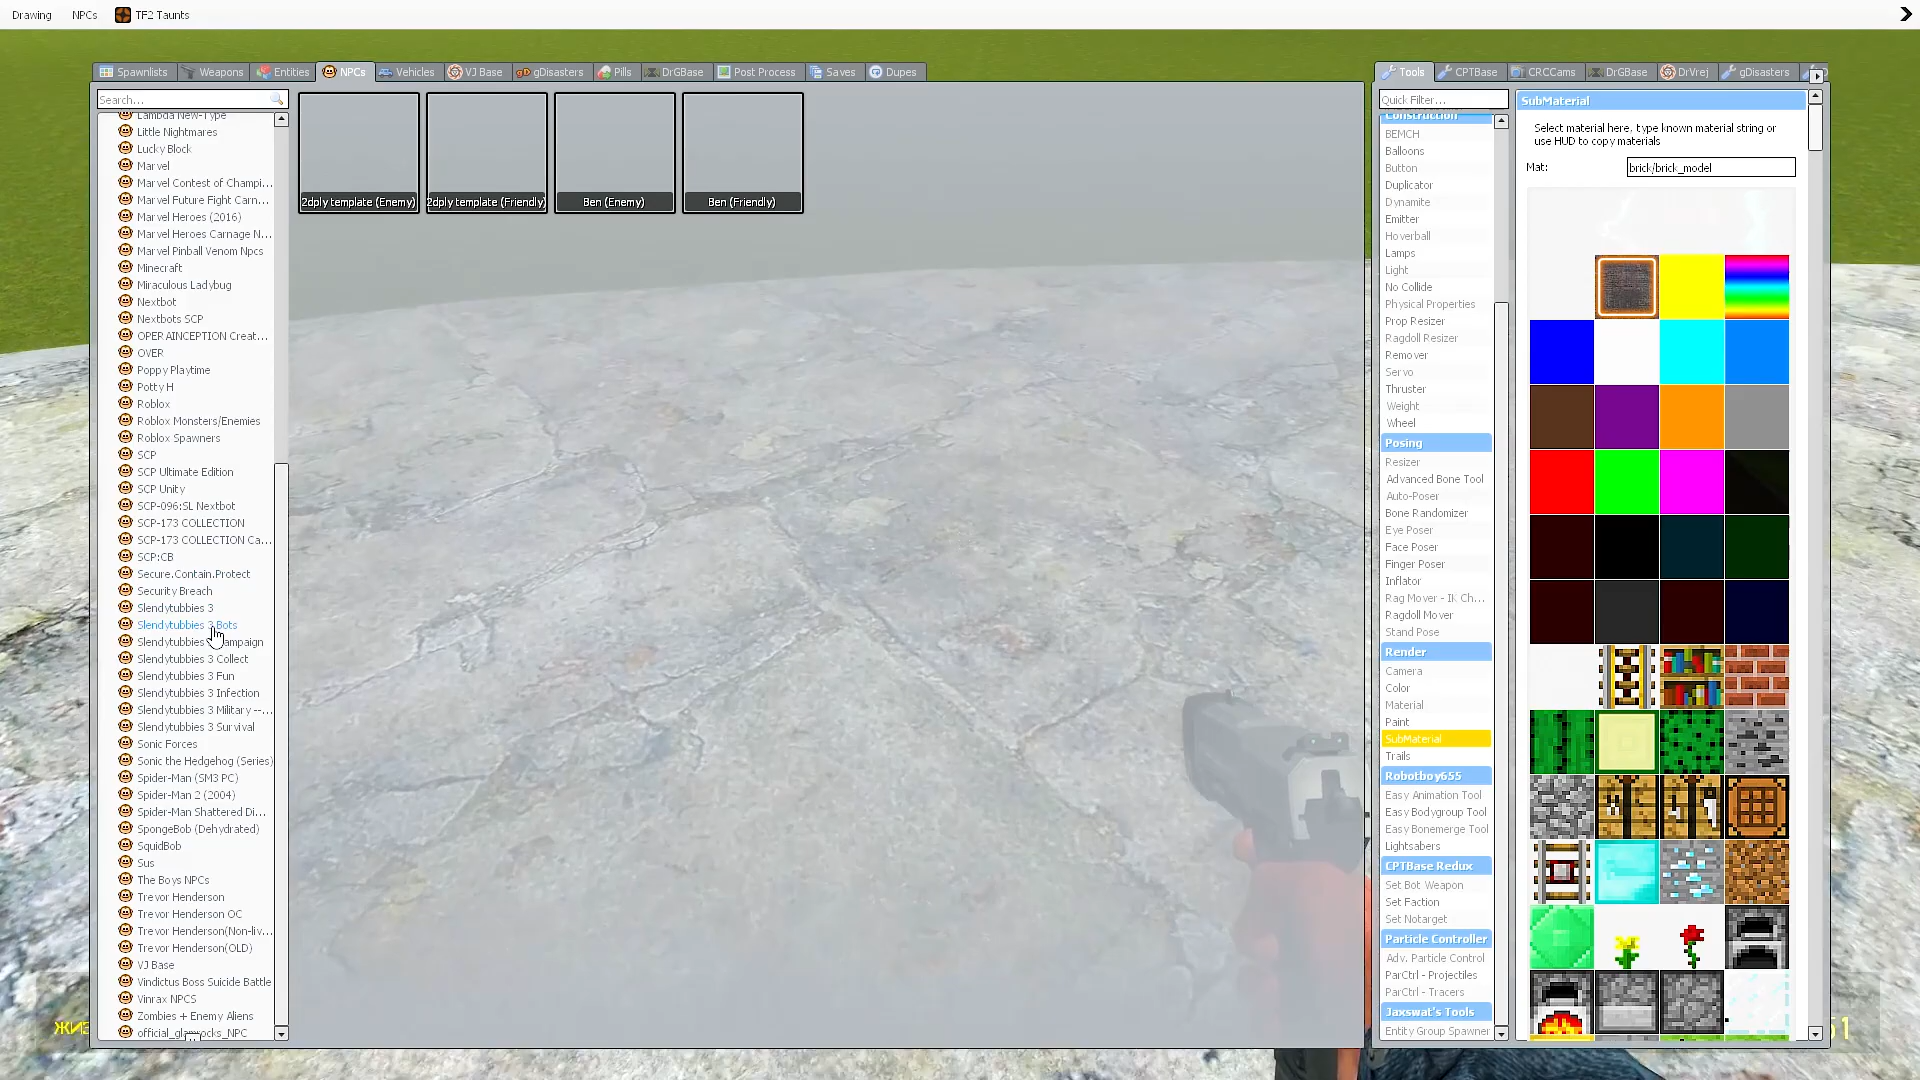 Drawing NPCs TF2 Taunts
Spawnlists Weapons Entities NPCs Vehicles VJ Base gDisasters Pills DrGBase Post Process Saves Dupes
Search...
Lambda New-Type
Little Nightmares
Lucky Block
Marvel
Marvel Contest of Champi...
Marvel Future Fight Carn...
Marvel Heroes (2016)
Marvel Heroes Carnage N...
Marvel Pinball Venom Npcs
Minecraft
Miraculous Ladybug
Nextbot
Nextbots SCP
OPERAINCEPTION Creat...
OVER
Poppy Playtime
Potty H
Roblox
Roblox Monsters/Enemies
Roblox Spawners
SCP
SCP Ultimate Edition
SCP Unity
SCP-096:SL Nextbot
SCP-173 COLLECTION
SCP-173 COLLECTION Ca...
SCP:CB
Secure.Contain.Protect
Security Breach
Slendytubbies 3
Slendytubbies 3 Bots
Slendytubbies ampaign
Slendytubbies 3 Collect
Slendytubbies 3 Fun
Slendytubbies 3 Infection
Slendytubbies 3 Military --...
Slendytubbies 3 Survival
Sonic Forces
Sonic the Hedgehog (Series)
Spider-Man (SM3 PC)
Spider-Man 2 (2004)
Spider-Man Shattered Di...
SpongeBob (Dehydrated)
SquidBob
Sus
The Boys NPCs
Trevor Henderson
Trevor Henderson OC
Trevor Henderson(Non-liv...
Trevor Henderson(OLD)
VJ Base
Vindictus Boss Suicide Battle
Vinrax NPCS
Zombies + Enemy Aliens
official_glamrocks_NPC
2dply template (Enemy)
2dply template (Friendly)
Ben (Enemy)
Ben (Friendly)
Tools CPTBase CRCCams DrGBase DrVrej gDisasters
Quick Filter...
Construction
BEMCH
Balloons
Button
Duplicator
Dynamite
Emitter
Hoverball
Lamps
Light
No Collide
Physical Properties
Prop Resizer
Ragdoll Resizer
Remover
Servo
Thruster
Weight
Wheel
Posing
Resizer
Advanced Bone Tool
Auto-Poser
Bone Randomizer
Eye Poser
Face Poser
Finger Poser
Inflator
Rag Mover - IK Ch...
Ragdoll Mover
Stand Pose
Render
Camera
Color
Material
Paint
SubMaterial
Trails
Robotboy655
Easy Animation Tool
Easy Bodygroup Tool
Easy Bonemerge Tool
Lightsabers
CPTBase Redux
Set Bot Weapon
Set Faction
Set Notarget
Particle Controller
Adv. Particle Control
ParCtrl - Projectiles
ParCtrl - Tracers
Jaxswat's Tools
Entity Group Spawner
SubMaterial
Select material here, type known material string or
use HUD to copy materials
Mat: brick/brick_model